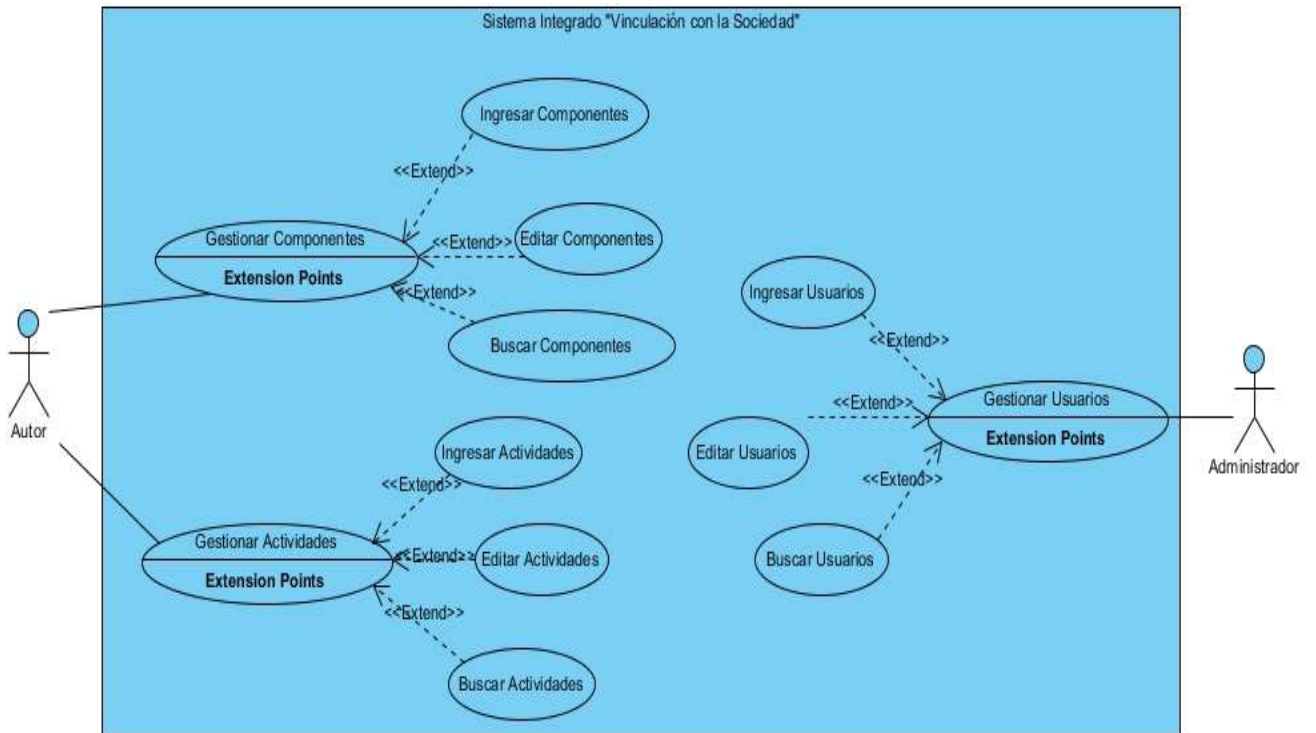 Sistema Integrado "Vinculación con la Sociedad"
Ingresar Componentes
<<Extend>>
Gestionar Componentes
Extension Points
<<Extend>>
Editar Componentes
<<Extend>>
Buscar Componentes
Autor
Ingresar Actividades
<<Extend>>
Gestionar Actividades
Extension Points
<<Extend>>
Editar Actividades
<<Extend>>
Buscar Actividades
Ingresar Usuarios
<<Extend>>
<<Extend>>
Editar Usuarios
Gestionar Usuarios
Extension Points
<<Extend>>
Buscar Usuarios
Administrador